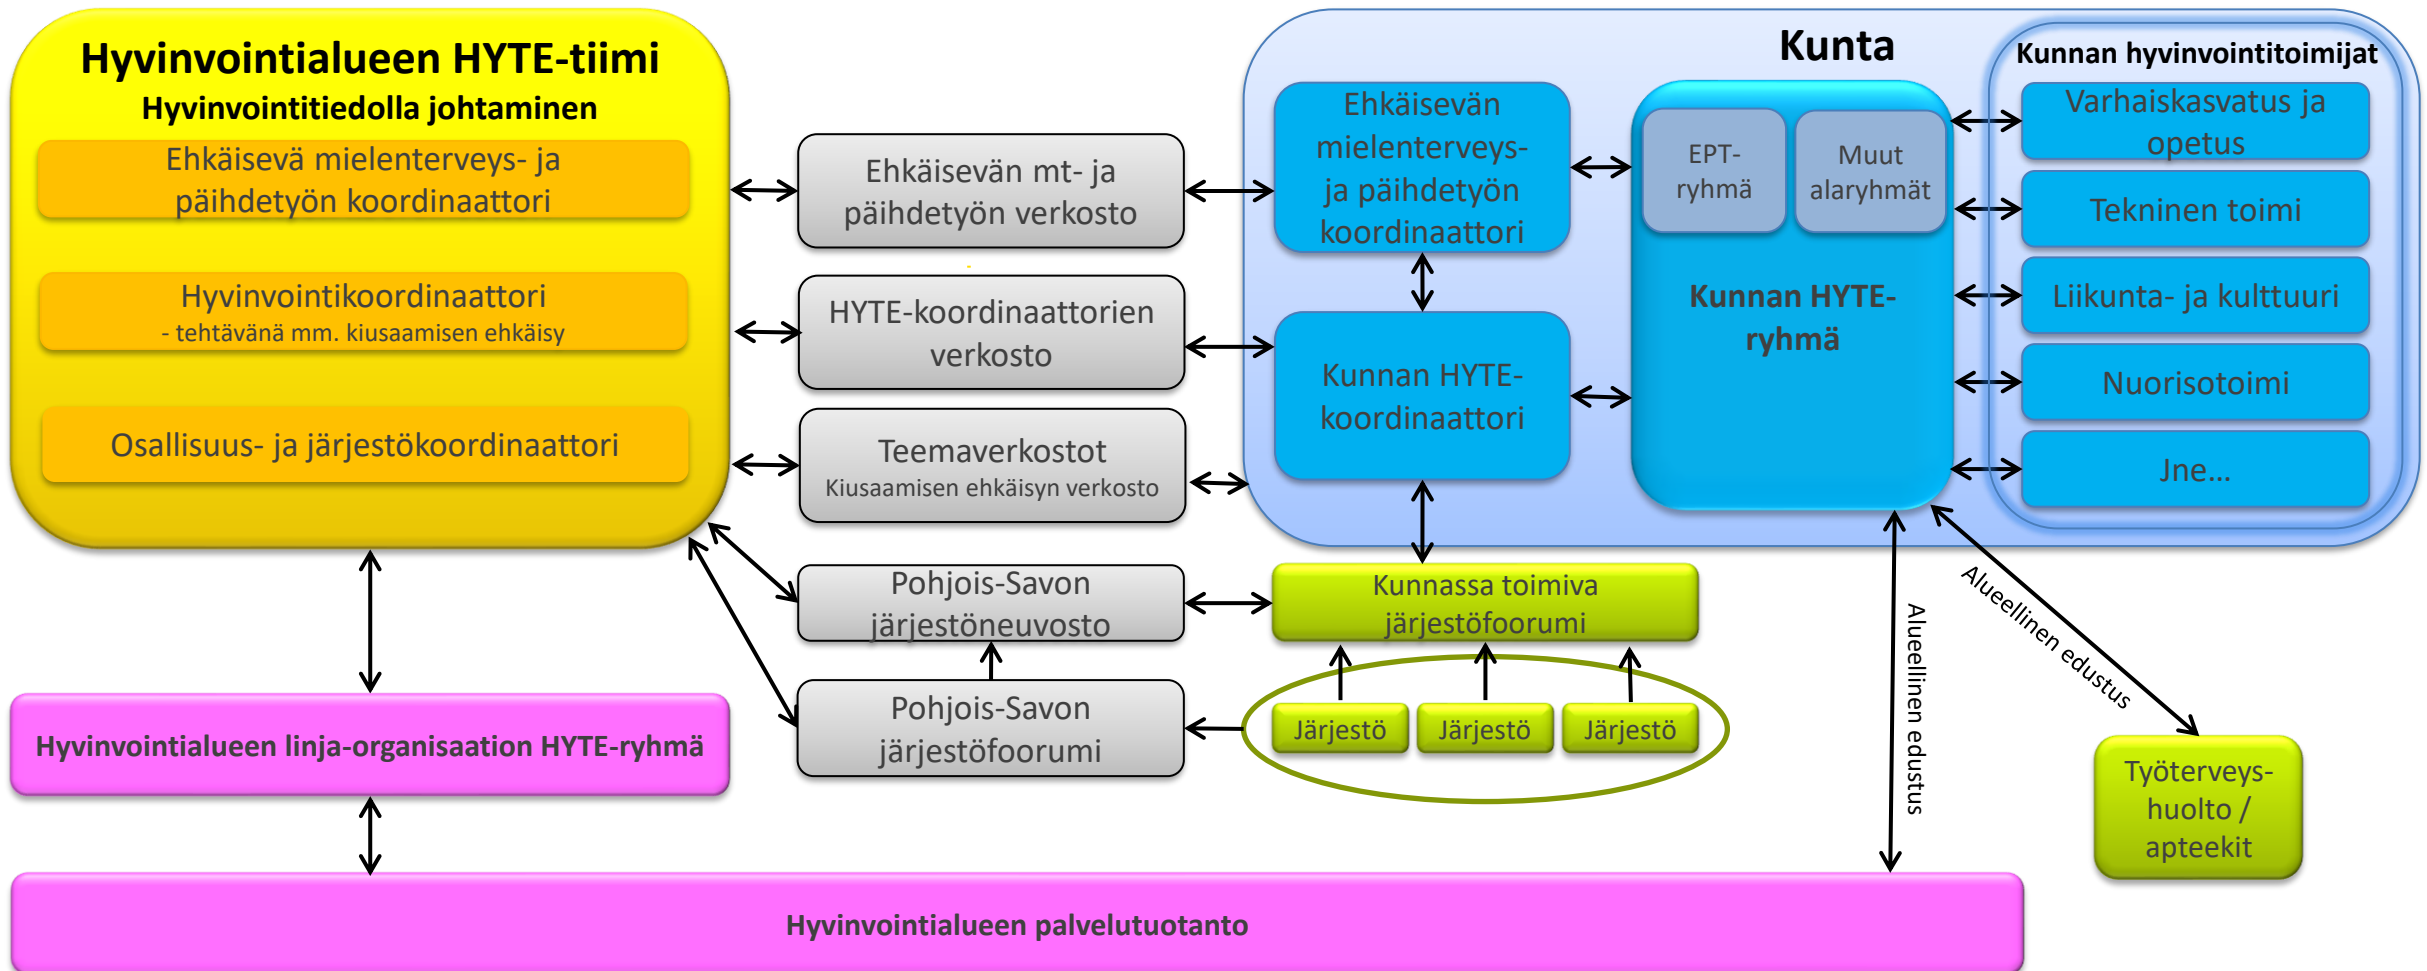 Hyvinvointialueen HYTE-tiimi
Hyvinvointitiedolla johtaminen
Ehkäisevä mielenterveys- ja
päihdetyön koordinaattori
Hyvinvointikoordinaattori
- tehtävänä mm. kiusaamisen ehkäisy
Osallisuus- ja järjestökoordinaattori
Ehkäisevän mt- ja
päihdetyön verkosto
HYTE-koordinaattorien
verkosto
Teemaverkostot
Kiusaamisen ehkäisyn verkosto
Pohjois-Savon
järjestöneuvosto
Pohjois-Savon
järjestöfoorumi
Kunta
Ehkäisevän
mielenterveys-
ja päihdetyön
koordinaattori
Kunnan HYTE-
koordinaattori
EPT-
ryhmä
Muut
alaryhmät
Kunnan HYTE-
ryhmä
Kunnan hyvinvointitoimijat
Varhaiskasvatus ja
opetus
Tekninen toimi
Liikunta- ja kulttuuri
Nuorisotoimi
Jne...
Kunnassa toimiva
järjestöfoorumi
Järjestö
Järjestö
Järjestö
Alueellinen edustus
Alueellinen edustus
Työterveys-
huolto /
apteekit
Hyvinvointialueen linja-organisaation HYTE-ryhmä
Hyvinvointialueen palvelutuotanto